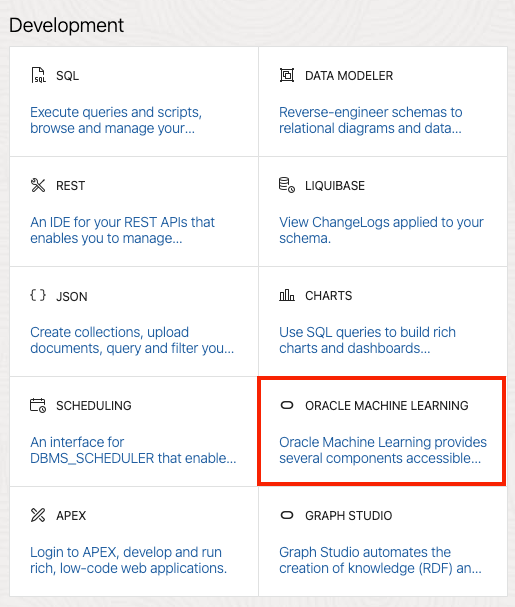 Development
SQL
Execute queries and scripts,
browse and manage your...
DATA MODELER
Reverse-engineer schemas to
relational diagrams and data...
REST
An IDE for your REST APIs that
enables you to manage...
LIQUIBASE
View ChangeLogs applied to your
schema.
{ } JSON
Create collections, upload
documents, query and filter you...
CHARTS
Use SQL queries to build rich
charts and dashboards...
SCHEDULING
An interface for
DBMS_SCHEDULER that enable...
ORACLE MACHINE LEARNING
Oracle Machine Learning provides
several components accessible...
APEX
Login to APEX, develop and run
rich, low-code web applications.
GRAPH STUDIO
Graph Studio automates the
creation of knowledge (RDF) an...